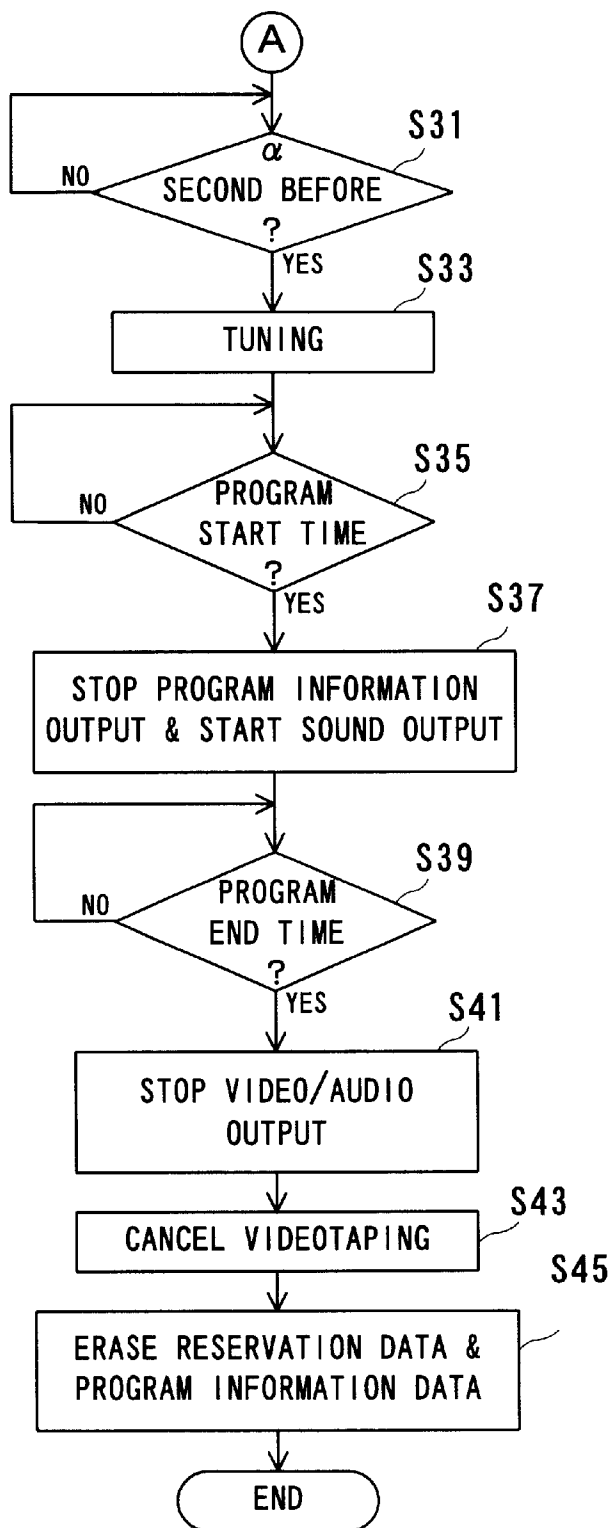 A
S31
α
SECOND BEFORE
?
NO
YES
S33
TUNING
S35
PROGRAM
START TIME
?
NO
YES
S37
STOP PROGRAM INFORMATION
OUTPUT & START SOUND OUTPUT
S39
PROGRAM
END TIME
?
NO
YES
S41
STOP VIDEO/AUDIO
OUTPUT
S43
CANCEL VIDEOTAPING
S45
ERASE RESERVATION DATA &
PROGRAM INFORMATION DATA
END